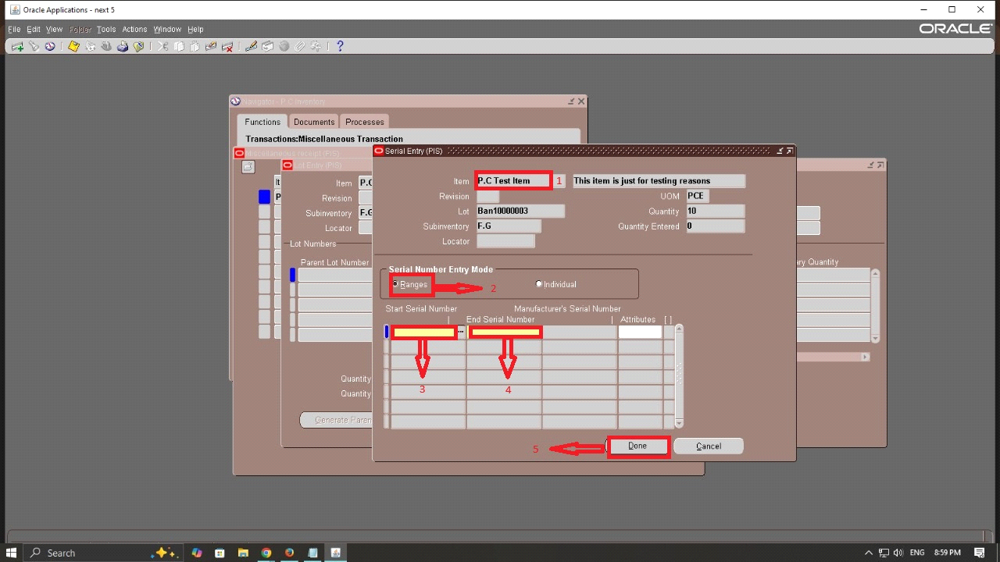 Oracle Applications - next 5
File Edit View Folder Tools Actions Window Help
ORACLE
Navigator - P.C Inventory
Functions Documents Processes
Transactions:Miscellaneous Transaction
Miscellaneous receipt (PIS)
Lot Entry (PIS)
Item P.C
Revision
Subinventory F.G
Locator
Lot Numbers
Parent Lot Number
ry Quantity
Quantity
Quantity
Generate Paren
Serial Entry (PIS)
Item P.C Test Item 1 This item is just for testing reasons
Revision UOM PCE
Lot Ban10000003 Quantity 10
Subinventory F.G Quantity Entered 0
Locator
Serial Number Entry Mode
Ranges 2 Individual
Start Serial Number Manufacturer's Serial Number
End Serial Number Attributes [ ]
3 4
5 Done Cancel
Search ENG 8:59 PM